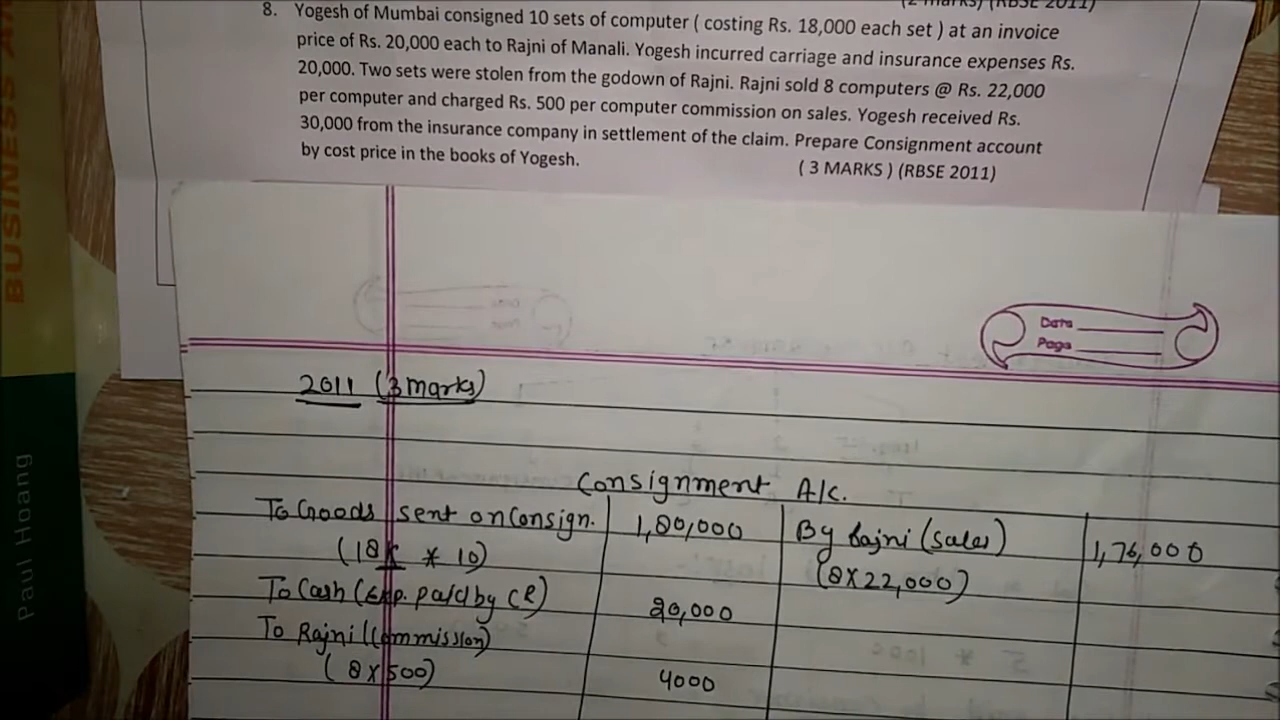 (2 marks) (RBSE 2011)
8. Yogesh of Mumbai consigned 10 sets of computer ( costing Rs. 18,000 each set ) at an invoice
price of Rs. 20,000 each to Rajni of Manali. Yogesh incurred carriage and insurance expenses Rs.
20,000. Two sets were stolen from the godown of Rajni. Rajni sold 8 computers @ Rs. 22,000
per computer and charged Rs. 500 per computer commission on sales. Yogesh received Rs.
30,000 from the insurance company in settlement of the claim. Prepare Consignment account
by cost price in the books of Yogesh. ( 3 MARKS ) (RBSE 2011)
BUSINESS
Paul Hoang
Date
Page
2011 (3 marks)
Consignment A/c.
To Goods sent on Consign. 1,80,000 By Rajni (sales) 1,76,000
(18K * 10) (8X22,000)
To Cash (Exp. paid by CR) 20,000
To Rajni (Commission)
(8X500) 4000